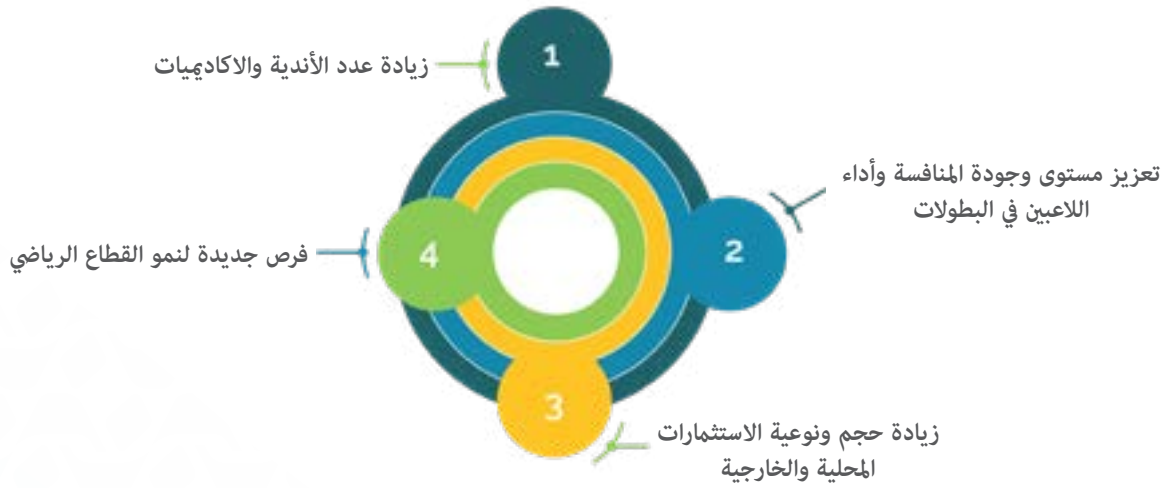 1
زيادة عدد الأندية والاكاديميات
2
تعزيز مستوى وجودة المنافسة وأداء
اللاعبين في البطولات
3
زيادة حجم ونوعية الاستثمارات
المحلية والخارجية
4
فرص جديدة لنمو القطاع الرياضي